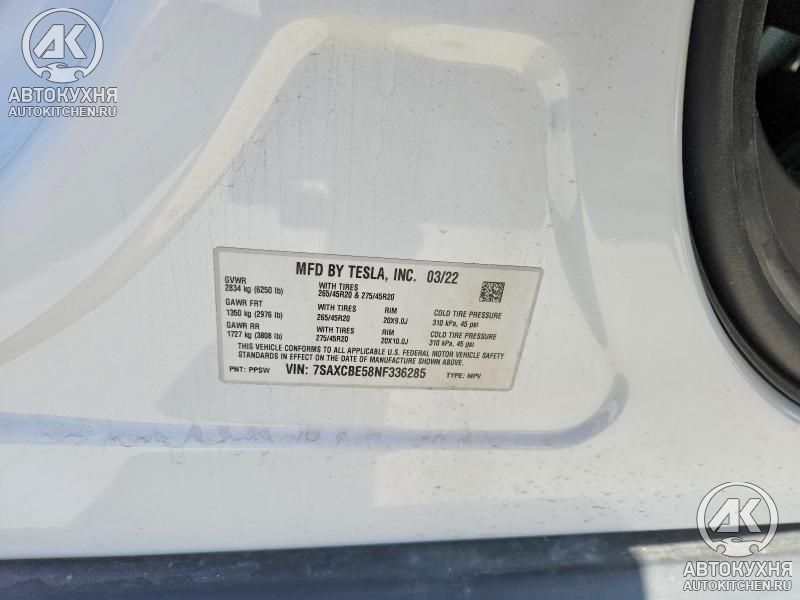 АК
АВТОКУХНЯ
AUTOKITCHEN.RU
MFD BY TESLA, INC. 03/22
GVWR
2834 kg (6250 lb)
WITH TIRES
265/45R20 & 275/45R20
GAWR FRT
1350 kg (2976 lb)
WITH TIRES
265/45R20
RIM
20X9.0J
COLD TIRE PRESSURE
310 kPa, 45 psi
GAWR RR
1727 kg (3808 lb)
WITH TIRES
275/45R20
RIM
20X10.0J
COLD TIRE PRESSURE
310 kPa, 45 psi
THIS VEHICLE CONFORMS TO ALL APPLICABLE U.S. FEDERAL MOTOR VEHICLE SAFETY
STANDARDS IN EFFECT ON THE DATE OF MANUFACTURE SHOWN ABOVE.
PNT: PPSW VIN: 7SAXCBE58NF336285 TYPE: MPV
АК
АВТОКУХНЯ
AUTOKITCHEN.RU